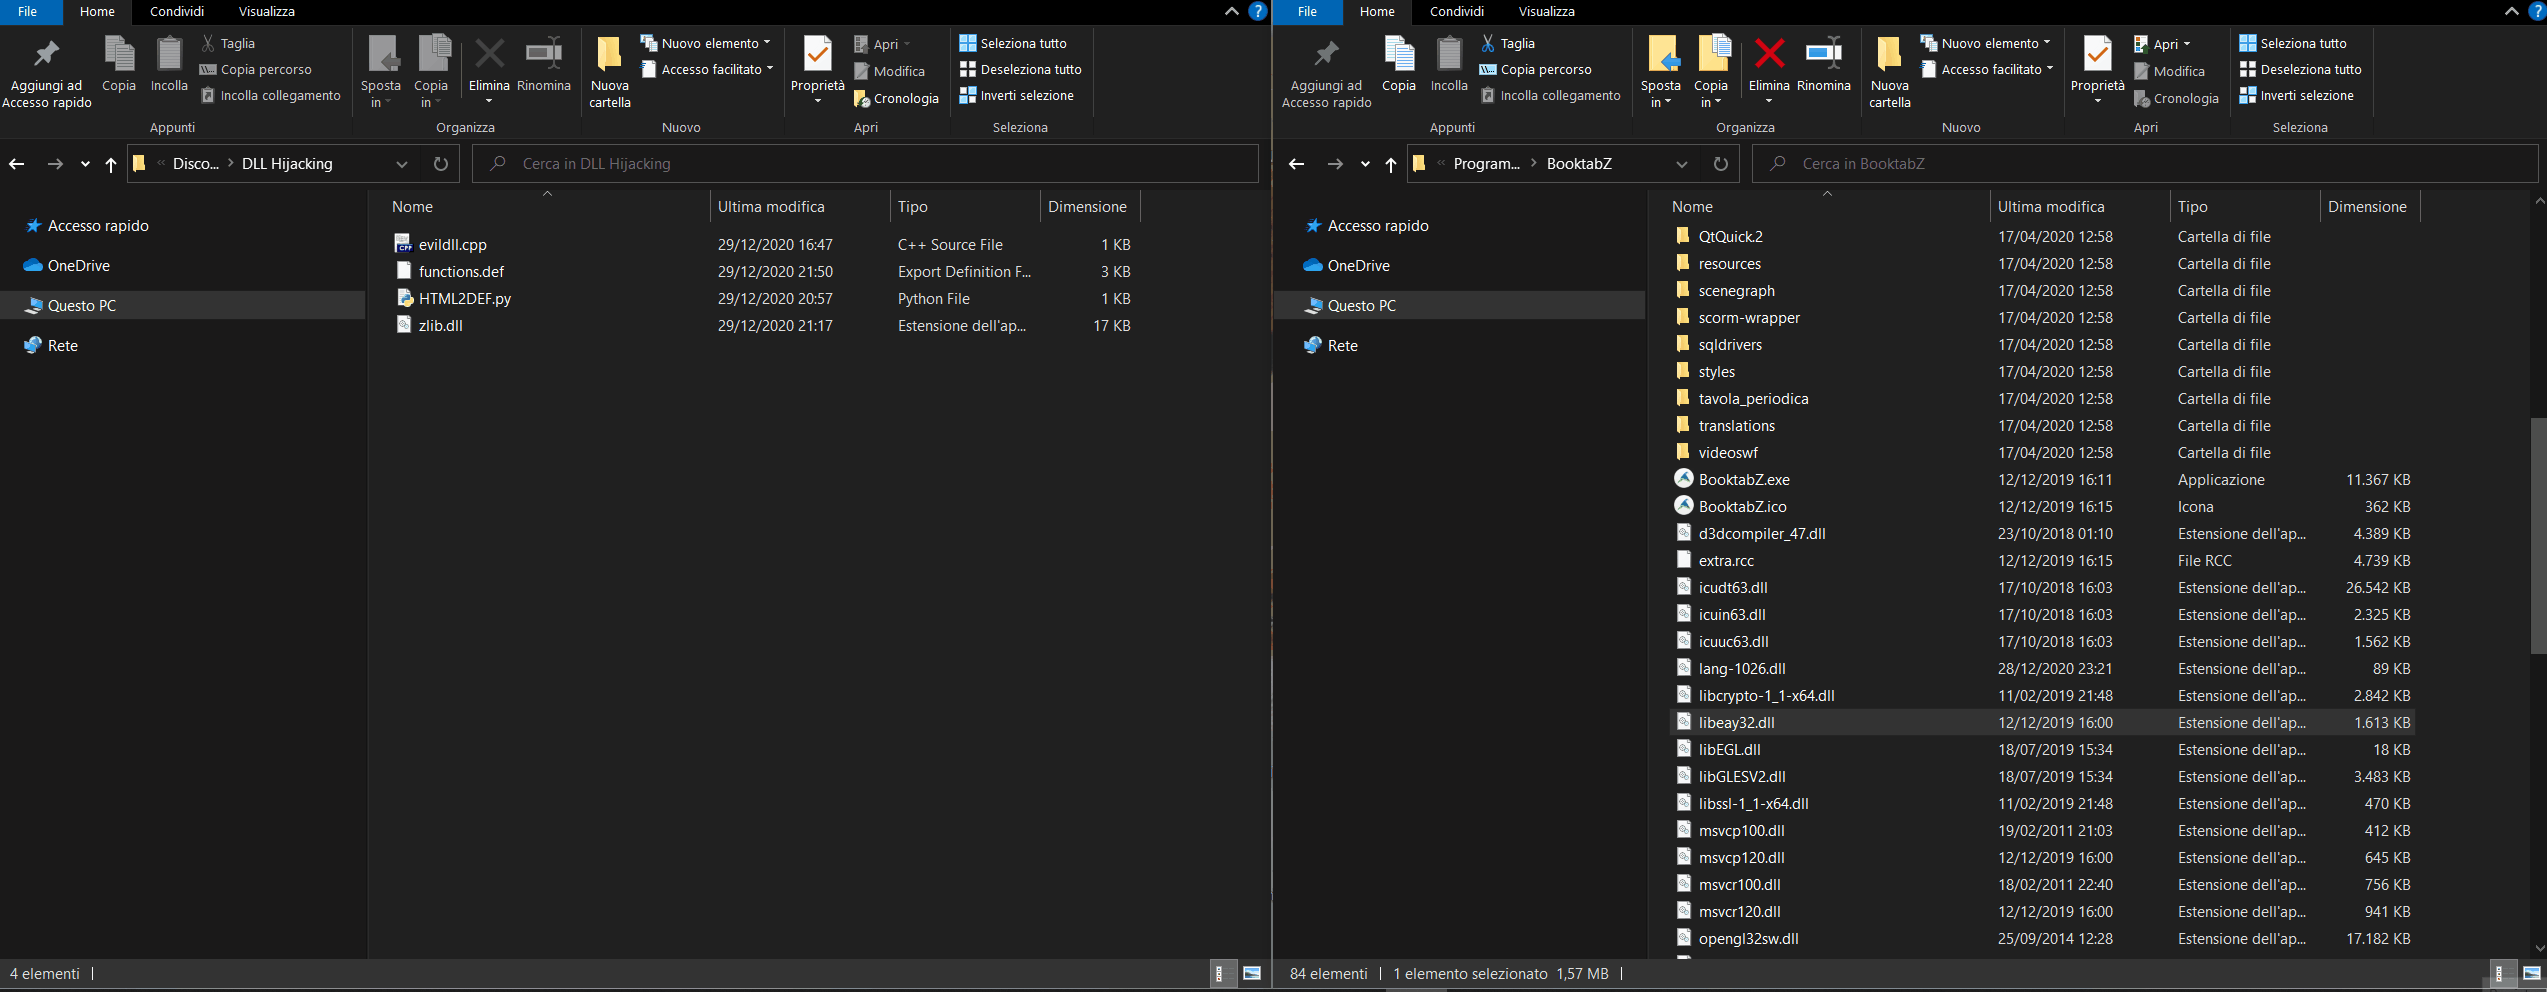 File Home Condividi Visualizza
Aggiungi ad
Accesso rapido
Copia
Incolla
Taglia
Copia percorso
Incolla collegamento
Appunti
Sposta
in
Copia
in
Elimina
Rinomina
Organizza
Nuova
cartella
Nuovo elemento
Accesso facilitato
Nuovo
Proprietà
Apri
Modifica
Cronologia
Apri
Seleziona tutto
Deseleziona tutto
Inverti selezione
Seleziona
« Disco... > DLL Hijacking
Cerca in DLL Hijacking
Accesso rapido
OneDrive
Questo PC
Rete
Nome Ultima modifica Tipo Dimensione
evildll.cpp 29/12/2020 16:47 C++ Source File 1 KB
functions.def 29/12/2020 21:50 Export Definition F... 3 KB
HTML2DEF.py 29/12/2020 20:57 Python File 1 KB
zlib.dll 29/12/2020 21:17 Estensione dell'ap... 17 KB
4 elementi
File Home Condividi Visualizza
Aggiungi ad
Accesso rapido
Copia
Incolla
Taglia
Copia percorso
Incolla collegamento
Appunti
Sposta
in
Copia
in
Elimina
Rinomina
Organizza
Nuova
cartella
Nuovo elemento
Accesso facilitato
Nuovo
Proprietà
Apri
Modifica
Cronologia
Apri
Seleziona tutto
Deseleziona tutto
Inverti selezione
Seleziona
« Program... > BooktabZ
Cerca in BooktabZ
Accesso rapido
OneDrive
Questo PC
Rete
Nome Ultima modifica Tipo Dimensione
QtQuick.2 17/04/2020 12:58 Cartella di file
resources 17/04/2020 12:58 Cartella di file
scenegraph 17/04/2020 12:58 Cartella di file
scorm-wrapper 17/04/2020 12:58 Cartella di file
sqldrivers 17/04/2020 12:58 Cartella di file
styles 17/04/2020 12:58 Cartella di file
tavola_periodica 17/04/2020 12:58 Cartella di file
translations 17/04/2020 12:58 Cartella di file
videoswf 17/04/2020 12:58 Cartella di file
BooktabZ.exe 12/12/2019 16:11 Applicazione 11.367 KB
BooktabZ.ico 12/12/2019 16:15 Icona 362 KB
d3dcompiler_47.dll 23/10/2018 01:10 Estensione dell'ap... 4.389 KB
extra.rcc 12/12/2019 16:15 File RCC 4.739 KB
icudt63.dll 17/10/2018 16:03 Estensione dell'ap... 26.542 KB
icuin63.dll 17/10/2018 16:03 Estensione dell'ap... 2.325 KB
icuuc63.dll 17/10/2018 16:03 Estensione dell'ap... 1.562 KB
lang-1026.dll 28/12/2020 23:21 Estensione dell'ap... 89 KB
libcrypto-1_1-x64.dll 11/02/2019 21:48 Estensione dell'ap... 2.842 KB
libeay32.dll 12/12/2019 16:00 Estensione dell'ap... 1.613 KB
libEGL.dll 18/07/2019 15:34 Estensione dell'ap... 18 KB
libGLESV2.dll 18/07/2019 15:34 Estensione dell'ap... 3.483 KB
libssl-1_1-x64.dll 11/02/2019 21:48 Estensione dell'ap... 470 KB
msvcp100.dll 19/02/2011 21:03 Estensione dell'ap... 412 KB
msvcp120.dll 12/12/2019 16:00 Estensione dell'ap... 645 KB
msvcr100.dll 18/02/2011 22:40 Estensione dell'ap... 756 KB
msvcr120.dll 12/12/2019 16:00 Estensione dell'ap... 941 KB
opengl32sw.dll 25/09/2014 12:28 Estensione dell'ap... 17.182 KB
84 elementi 1 elemento selezionato 1,57 MB